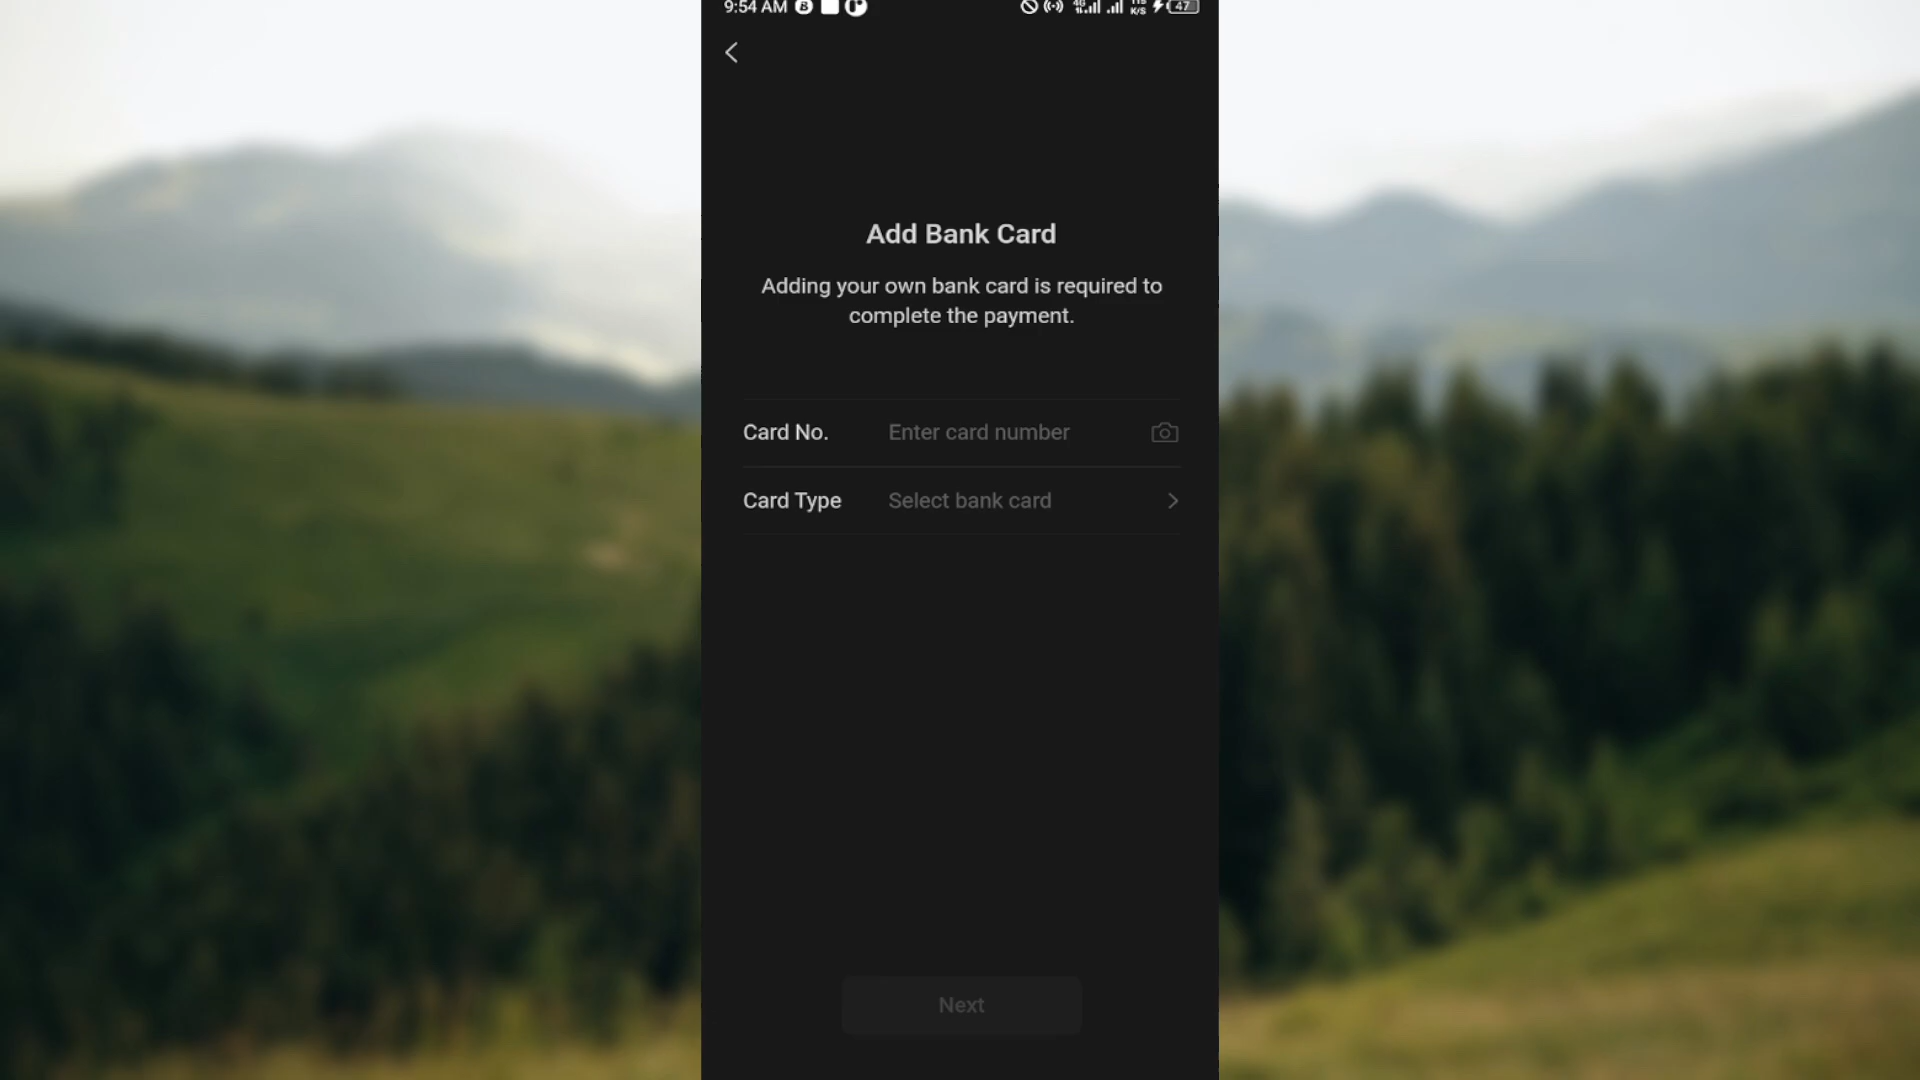 9:54 AM
47
Add Bank Card
Adding your own bank card is required to
complete the payment.
Card No. Enter card number
Card Type Select bank card
Next